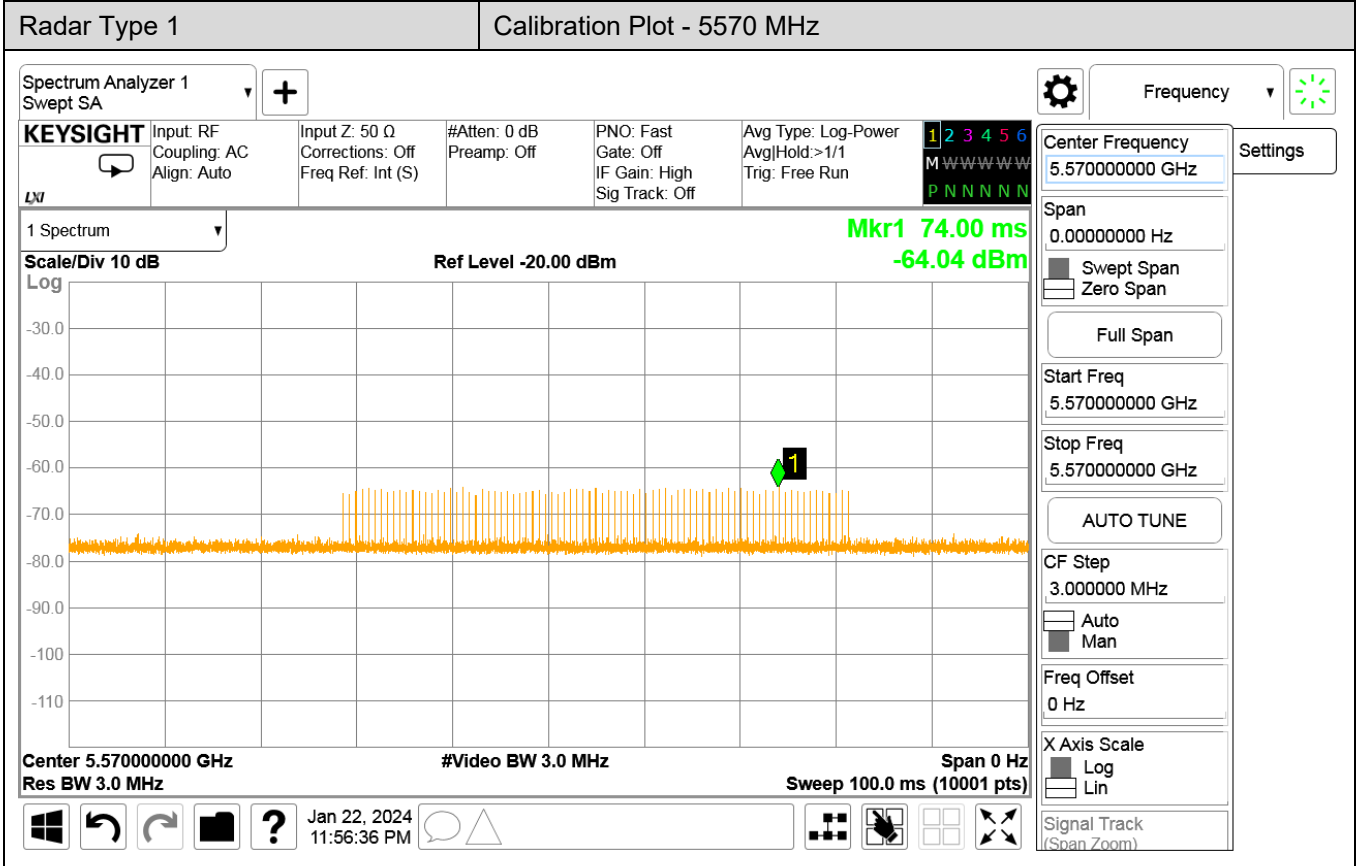 Radar Type 1
Calibration Plot - 5570 MHz
Spectrum Analyzer 1
Swept SA
Frequency
KEYSIGHT
LXI
Input: RF
Coupling: AC
Align: Auto
Input Z: 50 Ω
Corrections: Off
Freq Ref: Int (S)
#Atten: 0 dB
Preamp: Off
PNO: Fast
Gate: Off
IF Gain: High
Sig Track: Off
Avg Type: Log-Power
Avg|Hold:>1/1
Trig: Free Run
1 2 3 4 5 6
M W W W W W
P N N N N N
1 Spectrum
Scale/Div 10 dB
Log
Ref Level -20.00 dBm
Mkr1 74.00 ms
-64.04 dBm
-30.0
-40.0
-50.0
-60.0
-70.0
-80.0
-90.0
-100
-110
1
Center 5.570000000 GHz
Res BW 3.0 MHz
#Video BW 3.0 MHz
Span 0 Hz
Sweep 100.0 ms (10001 pts)
Center Frequency
5.570000000 GHz
Settings
Span
0.00000000 Hz
Swept Span
Zero Span
Full Span
Start Freq
5.570000000 GHz
Stop Freq
5.570000000 GHz
AUTO TUNE
CF Step
3.000000 MHz
Auto
Man
Freq Offset
0 Hz
X Axis Scale
Log
Lin
Signal Track
(Span Zoom)
?
Jan 22, 2024
11:56:36 PM